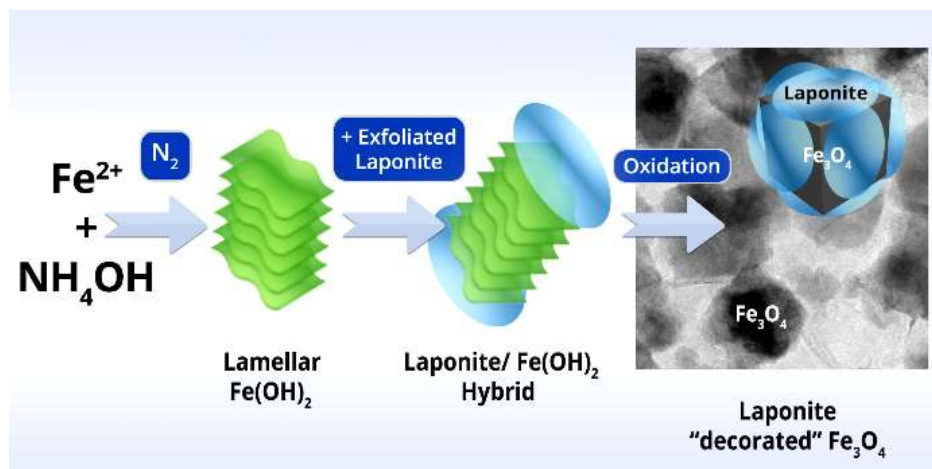 Fe²⁺
+
NH₄OH
N₂
Lamellar
Fe(OH)₂
+ Exfoliated
Laponite
Laponite/ Fe(OH)₂
Hybrid
Oxidation
Laponite
Fe₃O₄
Fe₃O₄
Laponite
“decorated” Fe₃O₄